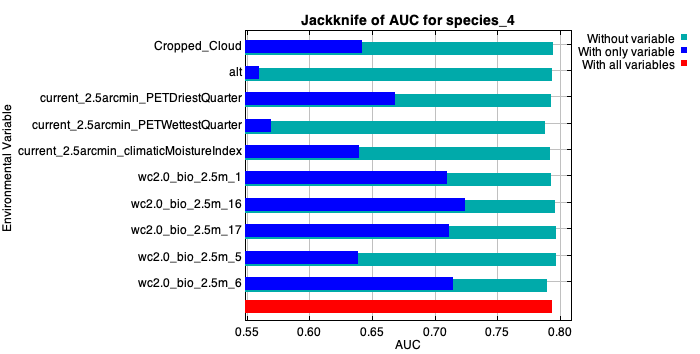 Jackknife of AUC for species_4
Without variable
With only variable
With all variables
Environmental Variable
Cropped_Cloud
alt
current_2.5arcmin_PETDriestQuarter
current_2.5arcmin_PETWettestQuarter
current_2.5arcmin_climaticMoistureIndex
wc2.0_bio_2.5m_1
wc2.0_bio_2.5m_16
wc2.0_bio_2.5m_17
wc2.0_bio_2.5m_5
wc2.0_bio_2.5m_6
0.55 0.60 0.65 0.70 0.75 0.80
AUC